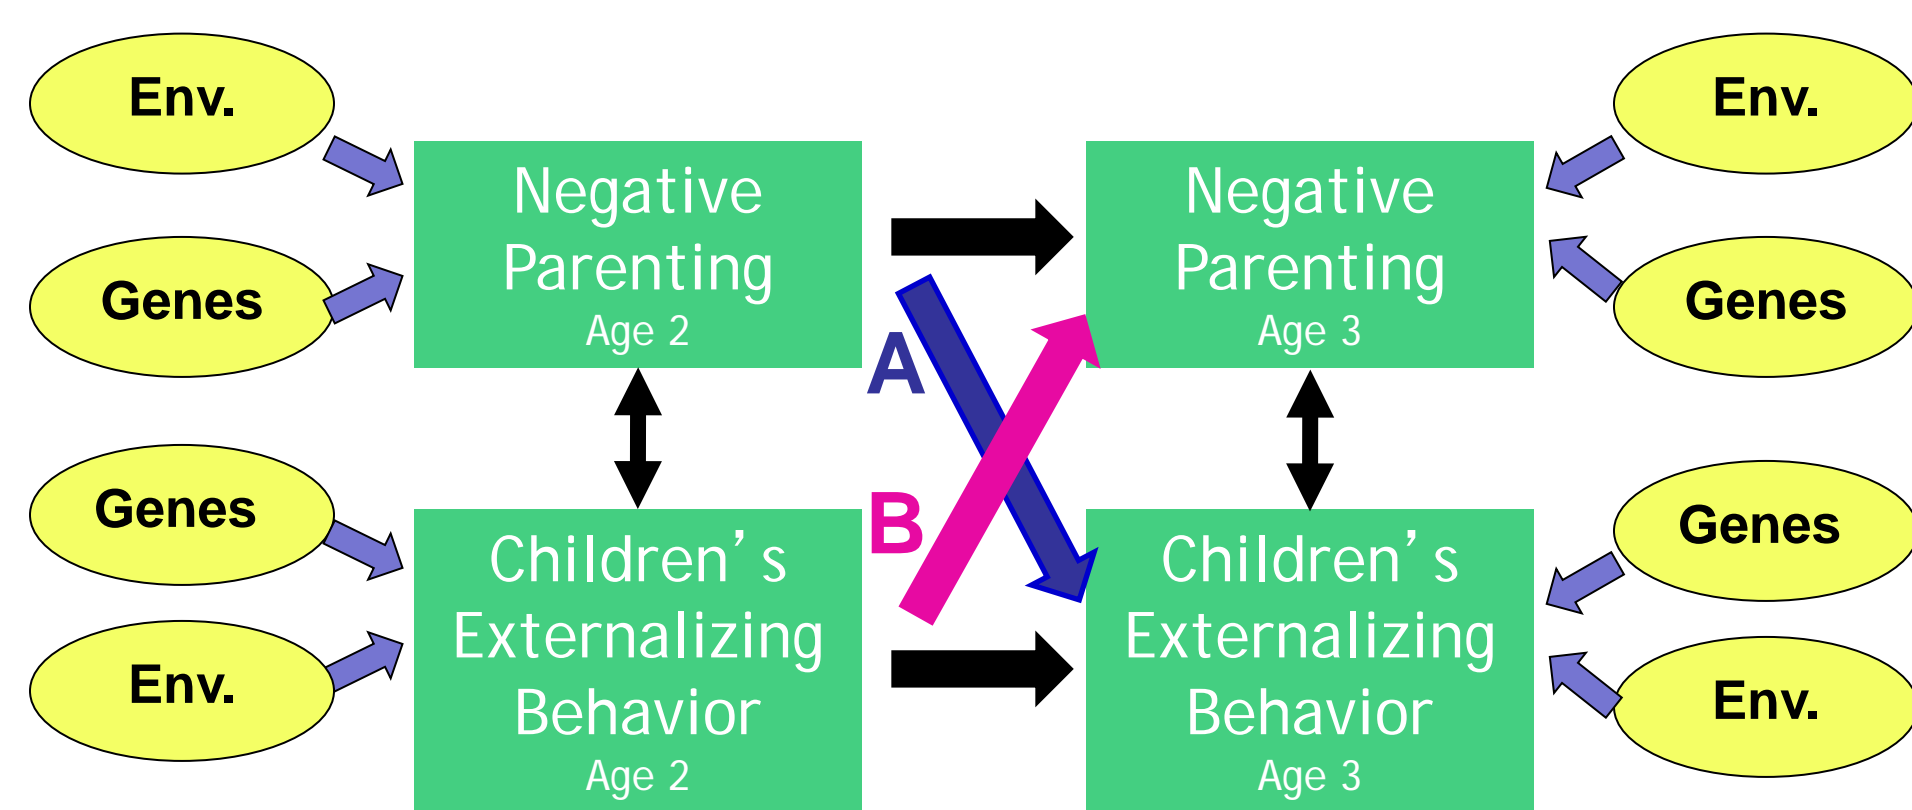 Env.
Genes
Genes
Env.
Negative
Parenting
Age 2
Children’s
Externalizing
Behavior
Age 2
A
B
Negative
Parenting
Age 3
Children’s
Externalizing
Behavior
Age 3
Env.
Genes
Genes
Env.